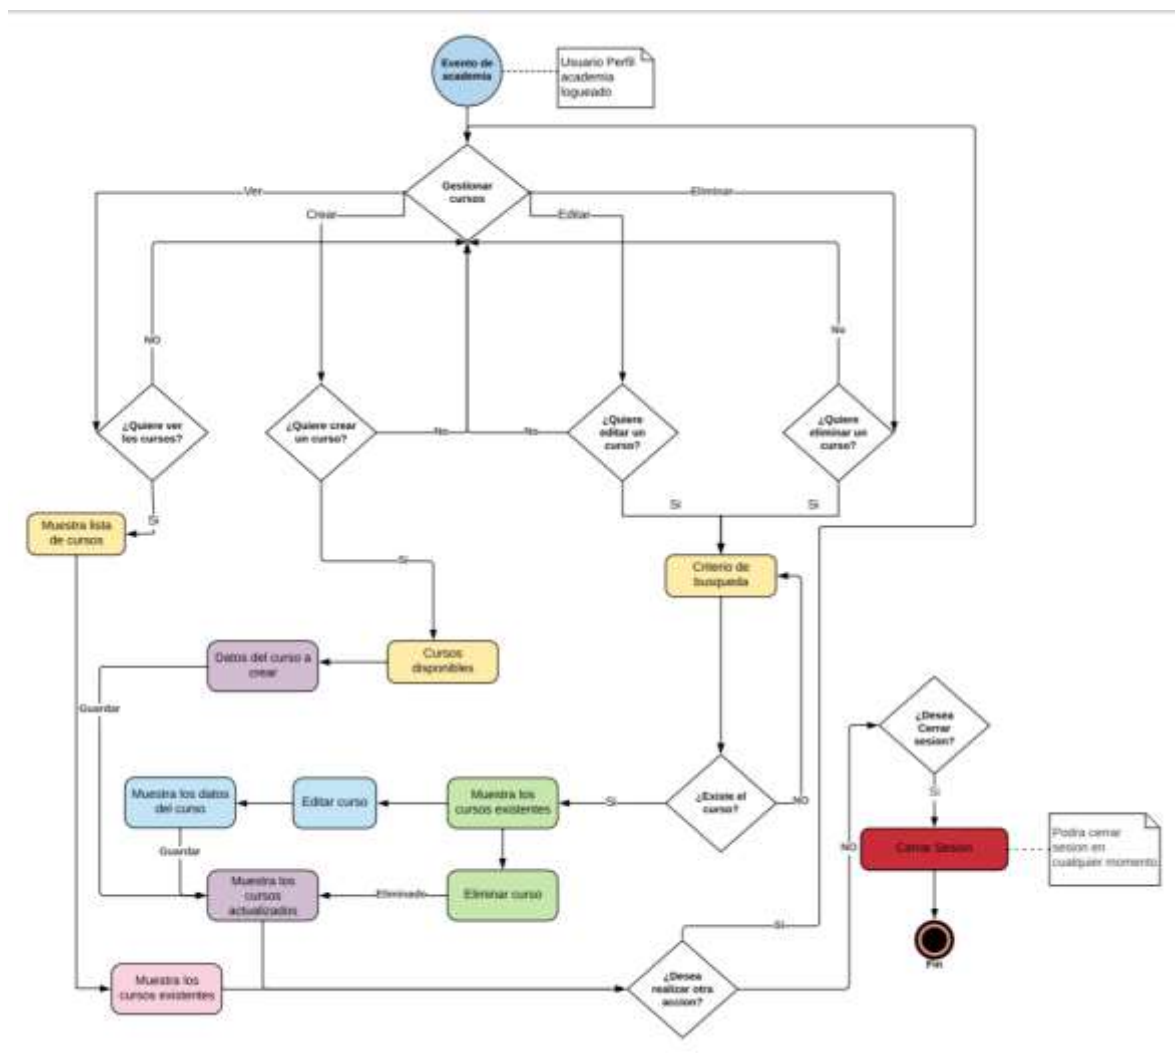 Evento de
academia
Usuario Perfil
academia
logueado
Gestionar
cursos
Ver
Crear
Editar
Eliminar
NO
No
No
No
¿Quiere ver
los cursos?
¿Quiere crear
un curso?
¿Quiere
editar un
curso?
¿Quiere
eliminar un
curso?
Si
Si
Si
Si
Muestra lista
de cursos
Criterio de
busqueda
Datos del curso a
crear
Cursos
disponibles
Guardar
¿Desea
Cerrar
sesion?
Si
Muestra los datos
del curso
Editar curso
Muestra los
cursos existentes
Si
¿Existe el
curso?
NO
Guardar
NO
Cerrar Sesion
Podra cerrar
sesion en
cualquier momento
Muestra los
cursos
actualizados
Eliminado
Eliminar curso
Si
Fin
Muestra los
cursos existentes
¿Desea
realizar otra
accion?